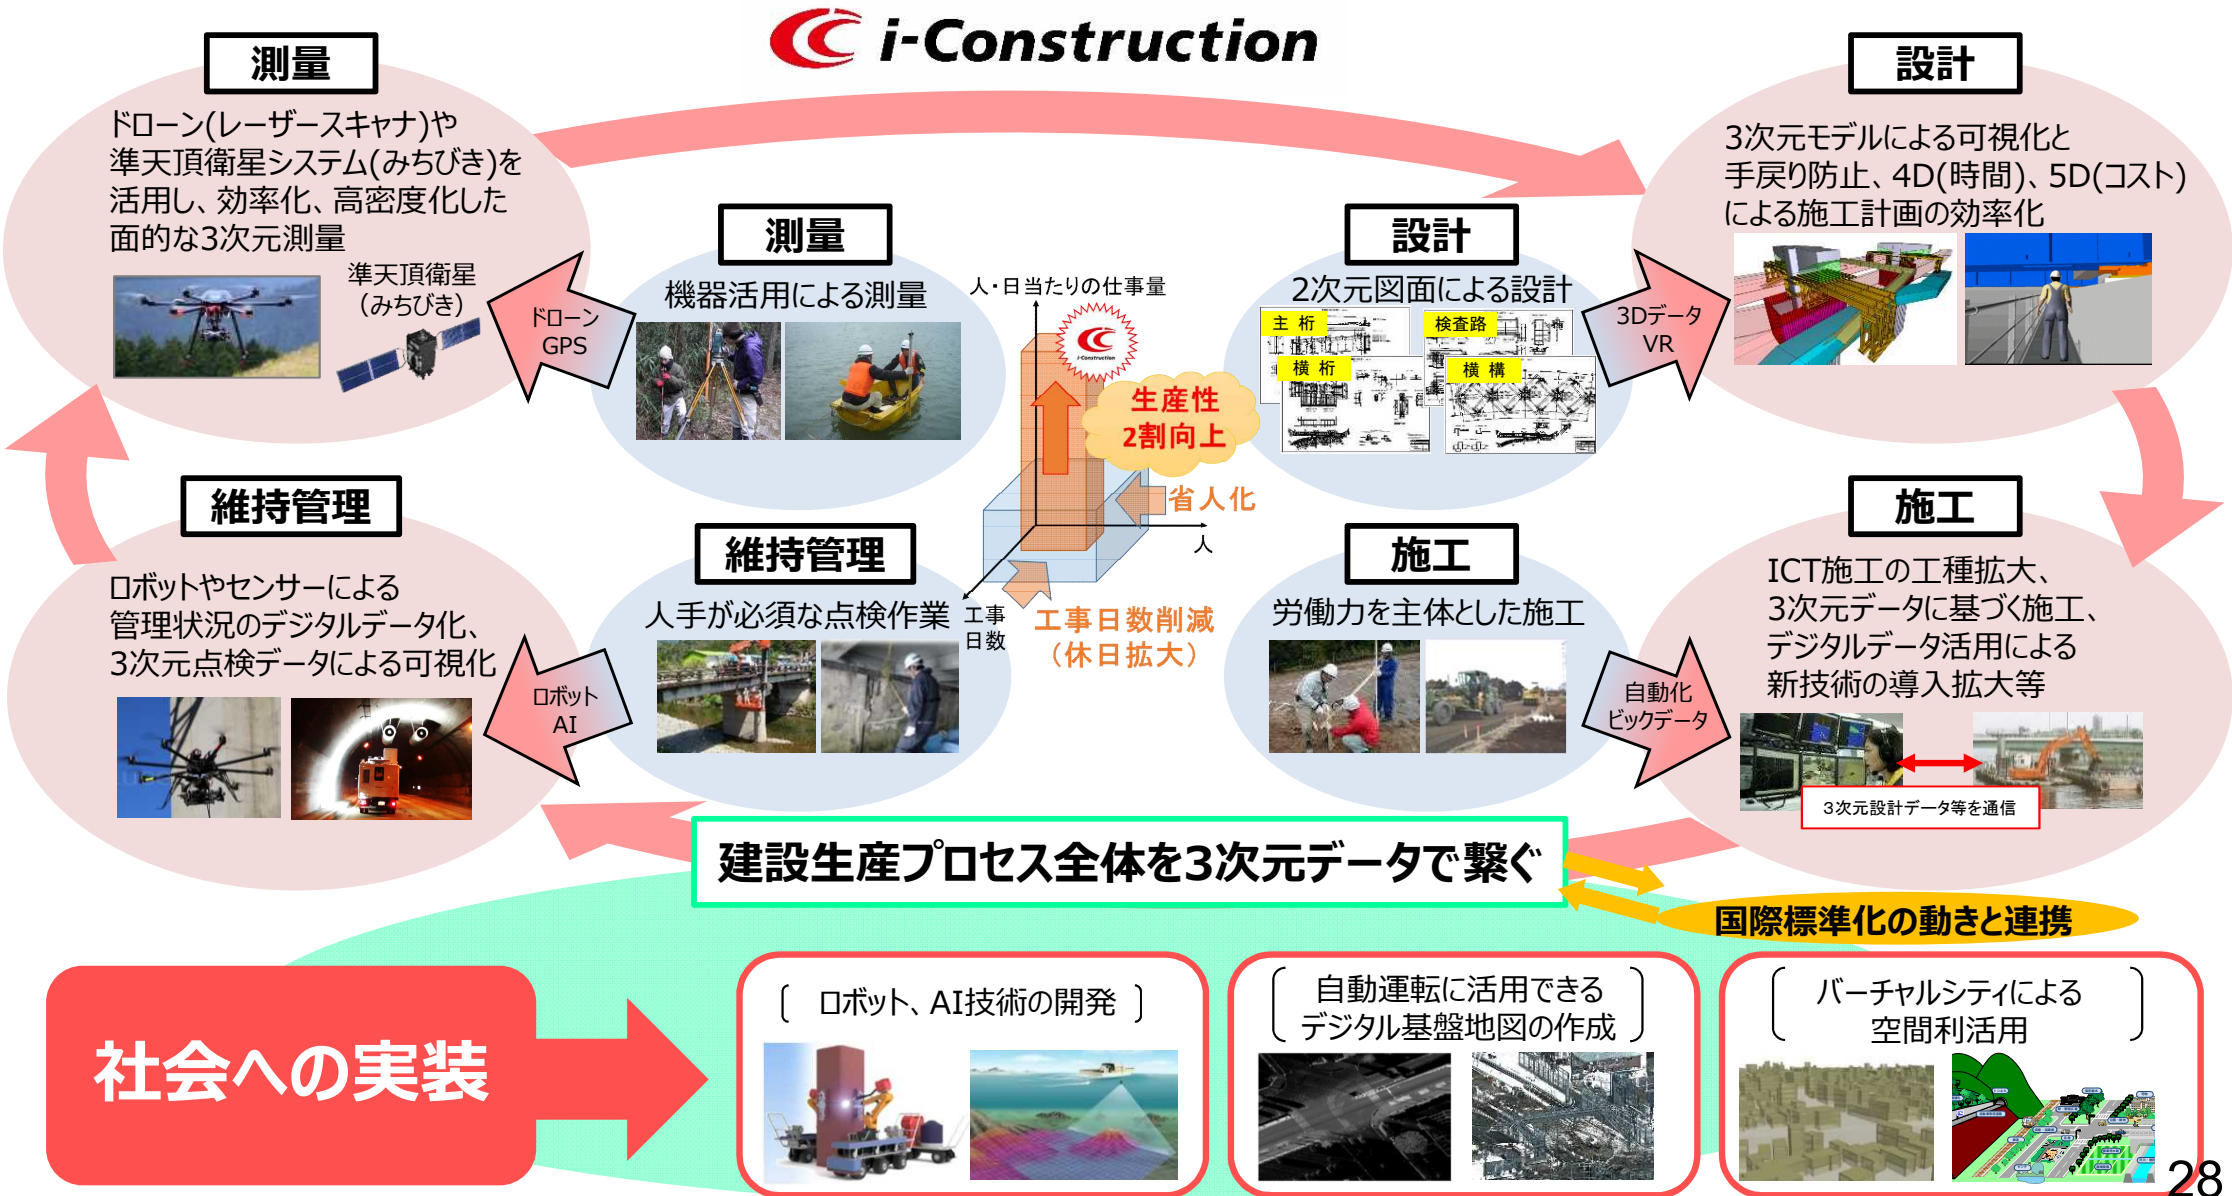 i-Construction
測量
ドローン(レーザースキャナ)や
準天頂衛星システム(みちびき)を
活用し、効率化、高密度化した
面的な3次元測量
準天頂衛星
（みちびき）
ドローン
GPS
測量
機器活用による測量
人・日当たりの仕事量
i-Construction
生産性
2割向上
省人化
人
工事
日数
工事日数削減
（休日拡大）
設計
2次元図面による設計
主 桁
検査路
横 桁
横 構
3Dデータ
VR
設計
3次元モデルによる可視化と
手戻り防止、4D(時間)、5D(コスト)
による施工計画の効率化
維持管理
ロボットやセンサーによる
管理状況のデジタルデータ化、
3次元点検データによる可視化
ロボット
AI
維持管理
人手が必須な点検作業
施工
労働力を主体とした施工
自動化
ビックデータ
施工
ICT施工の工種拡大、
3次元データに基づく施工、
デジタルデータ活用による
新技術の導入拡大等
3次元設計データ等を通信
建設生産プロセス全体を3次元データで繋ぐ
国際標準化の動きと連携
社会への実装
ロボット、AI技術の開発
自動運転に活用できる
デジタル基盤地図の作成
バーチャルシティによる
空間利活用
28